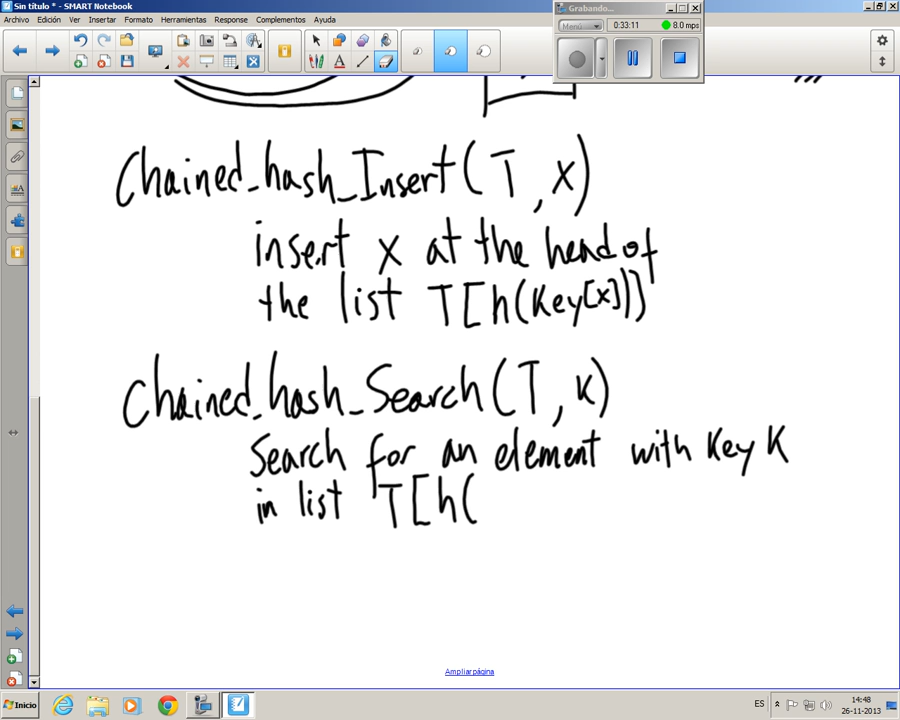 Sin título * - SMART Notebook
Grabando...
Archivo Edición Ver Insertar Formato Herramientas Response Complementos Ayuda
Menú
0:33:11
8.0 mps
Chained_hash_Insert(T,x)
insert x at the head of
the list T[h(Key[x])]
Chained_hash_Search(T,k)
Search for an element with Key K
in list T[h(
Ampliar página
Inicio
ES
14:48
26-11-2013